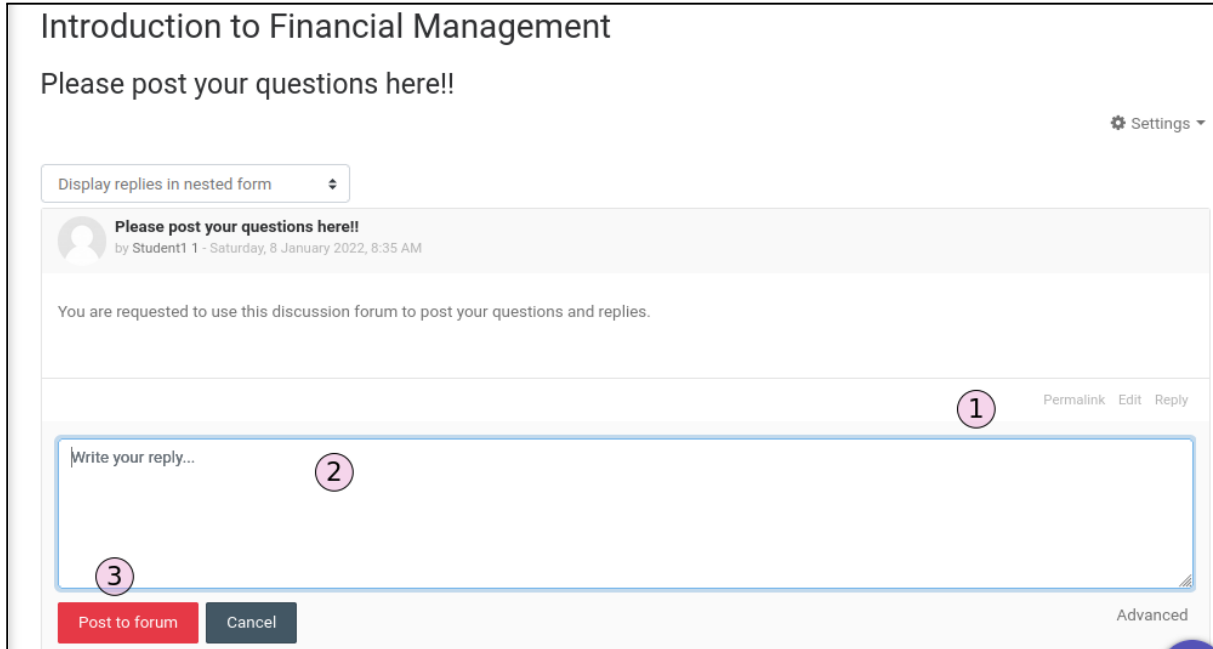 Introduction to Financial Management
Please post your questions here!!
Settings
Display replies in nested form
Please post your questions here!!
by Student1 1 - Saturday, 8 January 2022, 8:35 AM
You are requested to use this discussion forum to post your questions and replies.
1
Permalink Edit Reply
Write your reply...
2
3
Post to forum Cancel Advanced